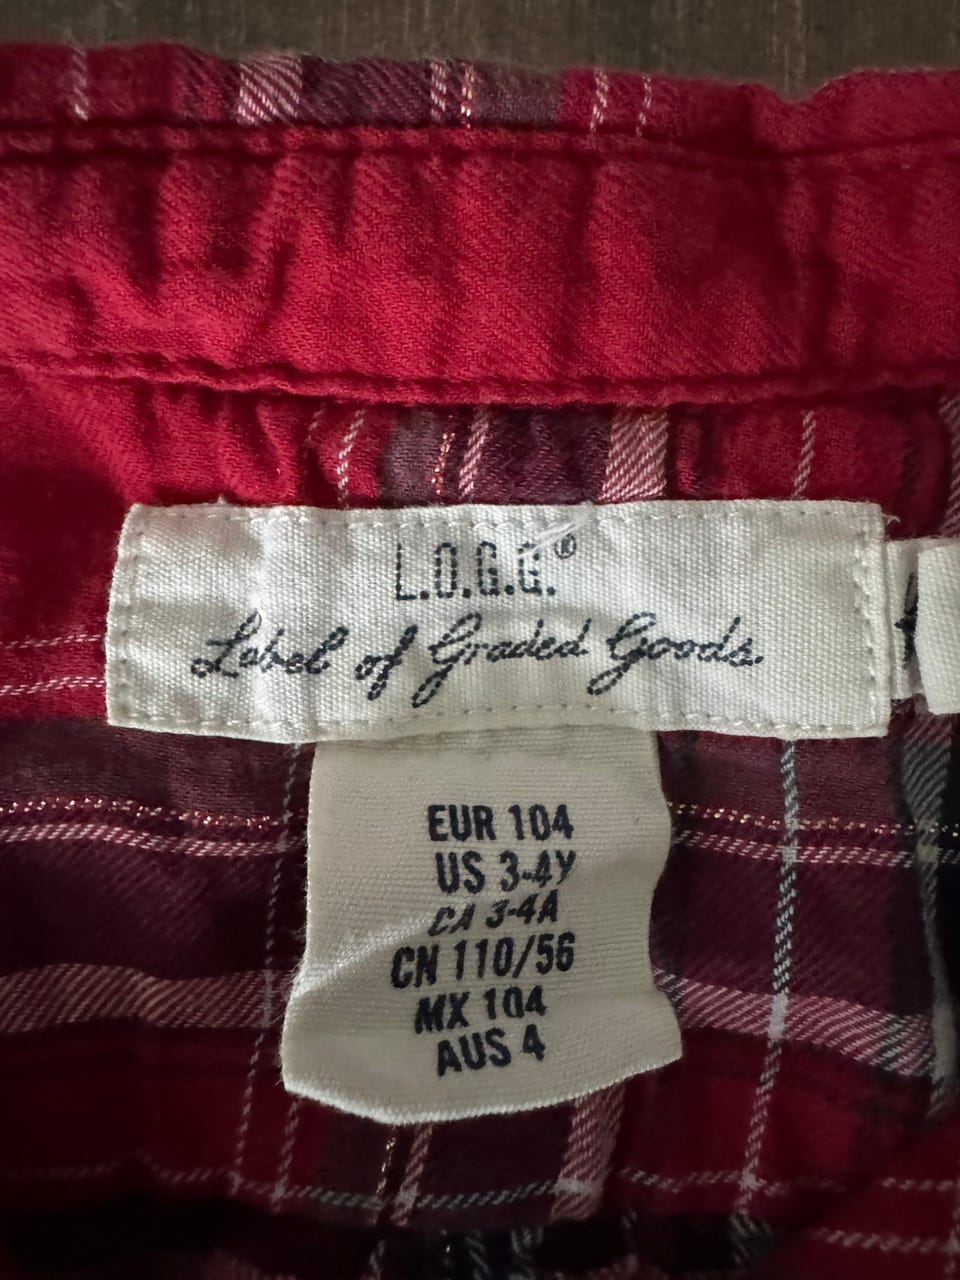 L.O.G.G.®
Label of Graded Goods.
EUR 104
US 3-4Y
CA 3-4A
CN 110/56
MX 104
AUS 4